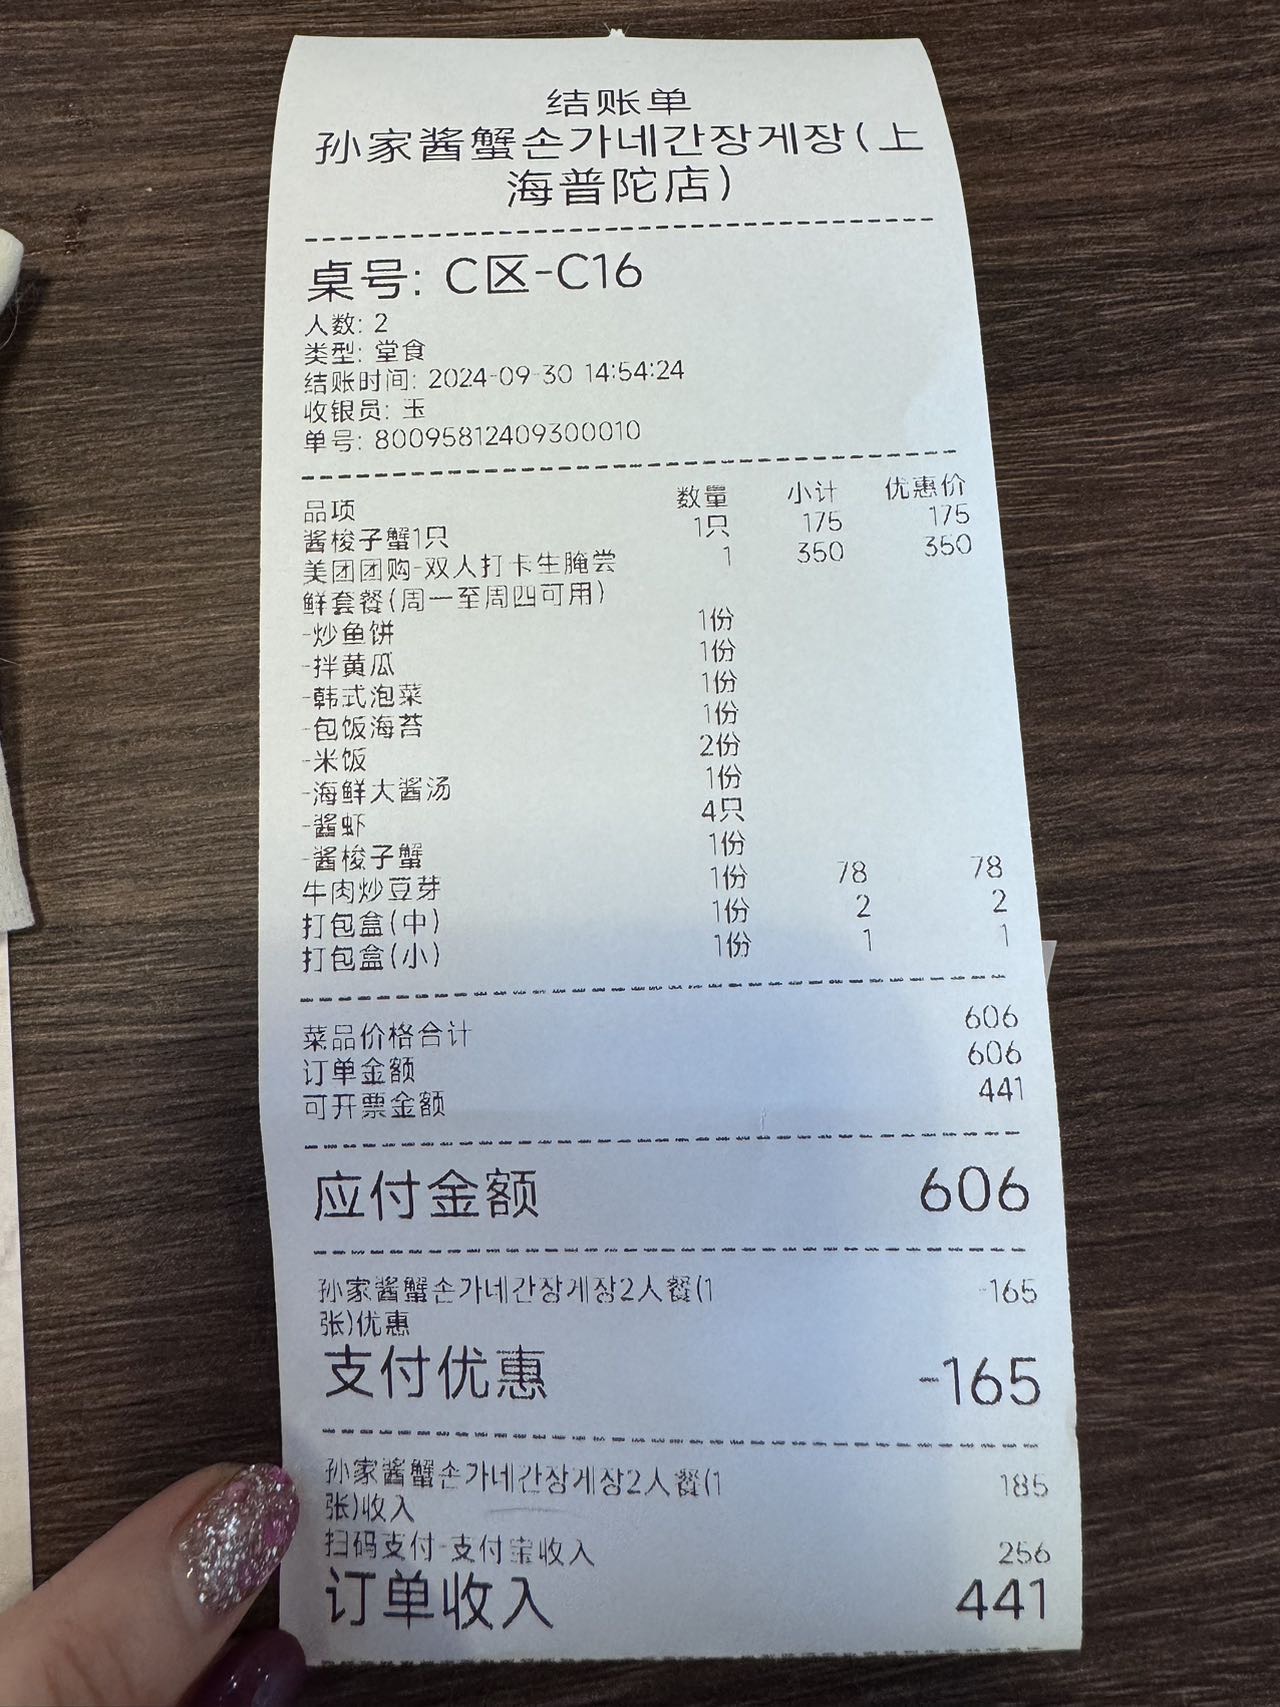 结账单
孙家酱蟹손가네간장게장(上
海普陀店)
桌号: C区-C16
人数: 2
类型: 堂食
结账时间: 2024-09-30 14:54:24
收银员: 玉
单号: 80095812409300010
品项 数量 小计 优惠价
酱梭子蟹1只 1只 175 175
美团团购-双人打卡生腌尝 1 350 350
鲜套餐(周一至周四可用)
-炒鱼饼 1份
-拌黄瓜 1份
-韩式泡菜 1份
-包饭海苔 1份
-米饭 2份
-海鲜大酱汤 1份
-酱虾 4只
-酱梭子蟹 1份
牛肉炒豆芽 1份 78 78
打包盒(中) 1份 2 2
打包盒(小) 1份 1 1
菜品价格合计 606
订单金额 606
可开票金额 441
应付金额 606
孙家酱蟹손가네간장게장2人餐(1 -165
张)优惠
支付优惠 -165
孙家酱蟹손가네간장게장2人餐(1 185
张)收入
扫码支付-支付宝收入 256
订单收入 441